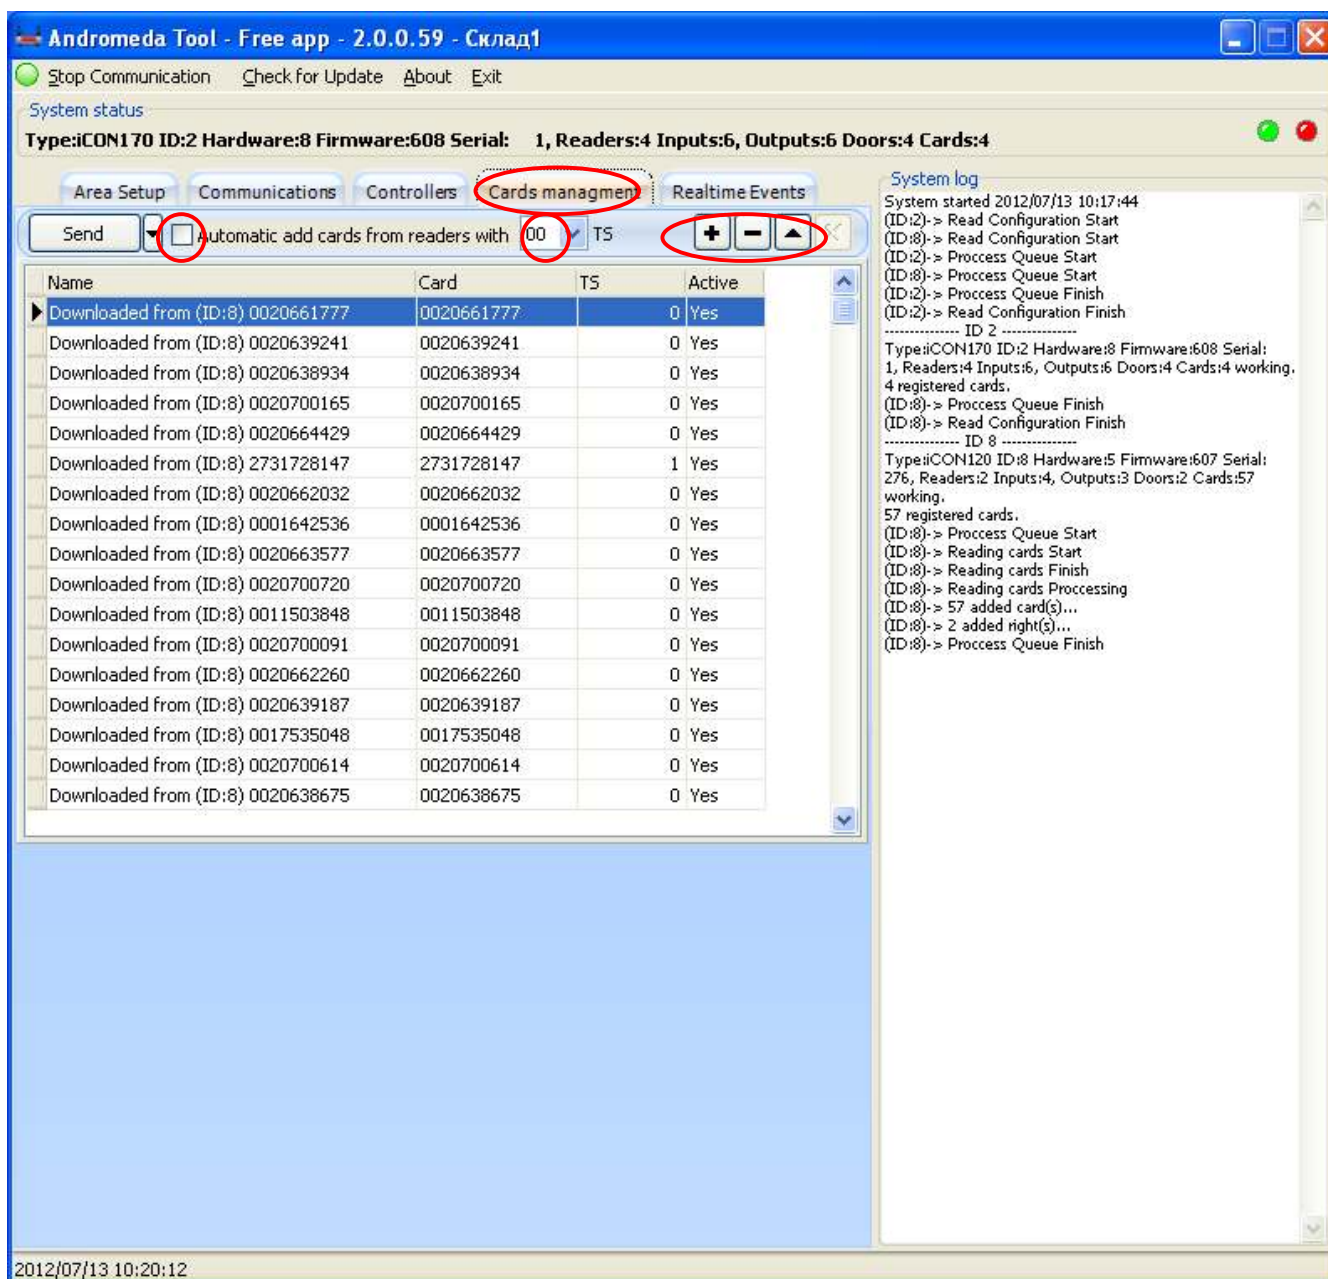 Andromeda Tool - Free app - 2.0.0.59 - Склад1
Stop Communication Check for Update About Exit
System status
Type:iCON170 ID:2 Hardware:8 Firmware:608 Serial: 1, Readers:4 Inputs:6, Outputs:6 Doors:4 Cards:4
Area Setup Communications Controllers Cards managment Realtime Events
Send Automatic add cards from readers with 00 TS
Name Card TS Active
Downloaded from (ID:8) 0020661777 0020661777 0 Yes
Downloaded from (ID:8) 0020639241 0020639241 0 Yes
Downloaded from (ID:8) 0020638934 0020638934 0 Yes
Downloaded from (ID:8) 0020700165 0020700165 0 Yes
Downloaded from (ID:8) 0020664429 0020664429 0 Yes
Downloaded from (ID:8) 2731728147 2731728147 1 Yes
Downloaded from (ID:8) 0020662032 0020662032 0 Yes
Downloaded from (ID:8) 0001642536 0001642536 0 Yes
Downloaded from (ID:8) 0020663577 0020663577 0 Yes
Downloaded from (ID:8) 0020700720 0020700720 0 Yes
Downloaded from (ID:8) 0011503848 0011503848 0 Yes
Downloaded from (ID:8) 0020700091 0020700091 0 Yes
Downloaded from (ID:8) 0020662260 0020662260 0 Yes
Downloaded from (ID:8) 0020639187 0020639187 0 Yes
Downloaded from (ID:8) 0017535048 0017535048 0 Yes
Downloaded from (ID:8) 0020700614 0020700614 0 Yes
Downloaded from (ID:8) 0020638675 0020638675 0 Yes
System log
System started 2012/07/13 10:17:44
(ID:2)-> Read Configuration Start
(ID:8)-> Read Configuration Start
(ID:2)-> Proccess Queue Start
(ID:8)-> Proccess Queue Start
(ID:2)-> Proccess Queue Finish
(ID:2)-> Read Configuration Finish
--------------- ID 2 ---------------
Type:iCON170 ID:2 Hardware:8 Firmware:608 Serial:
1, Readers:4 Inputs:6, Outputs:6 Doors:4 Cards:4 working.
4 registered cards.
(ID:8)-> Proccess Queue Finish
(ID:8)-> Read Configuration Finish
--------------- ID 8 ---------------
Type:iCON120 ID:8 Hardware:5 Firmware:607 Serial:
276, Readers:2 Inputs:4, Outputs:3 Doors:2 Cards:57
working.
57 registered cards.
(ID:8)-> Proccess Queue Start
(ID:8)-> Reading cards Start
(ID:8)-> Reading cards Finish
(ID:8)-> Reading cards Proccessing
(ID:8)-> 57 added card(s)...
(ID:8)-> 2 added right(s)...
(ID:8)-> Proccess Queue Finish
2012/07/13 10:20:12